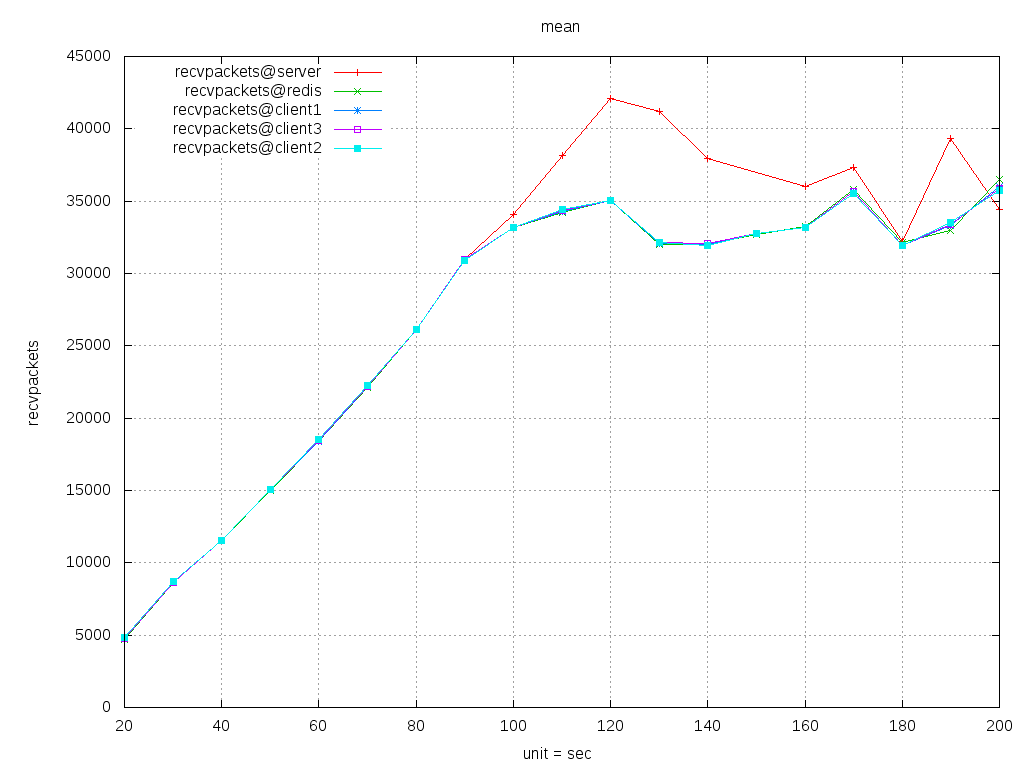 mean
45000
40000
35000
30000
25000
20000
15000
10000
5000
0
recvpackets@server
recvpackets@redis
recvpackets@client1
recvpackets@client3
recvpackets@client2
recvpackets
20 40 60 80 100 120 140 160 180 200
unit = sec